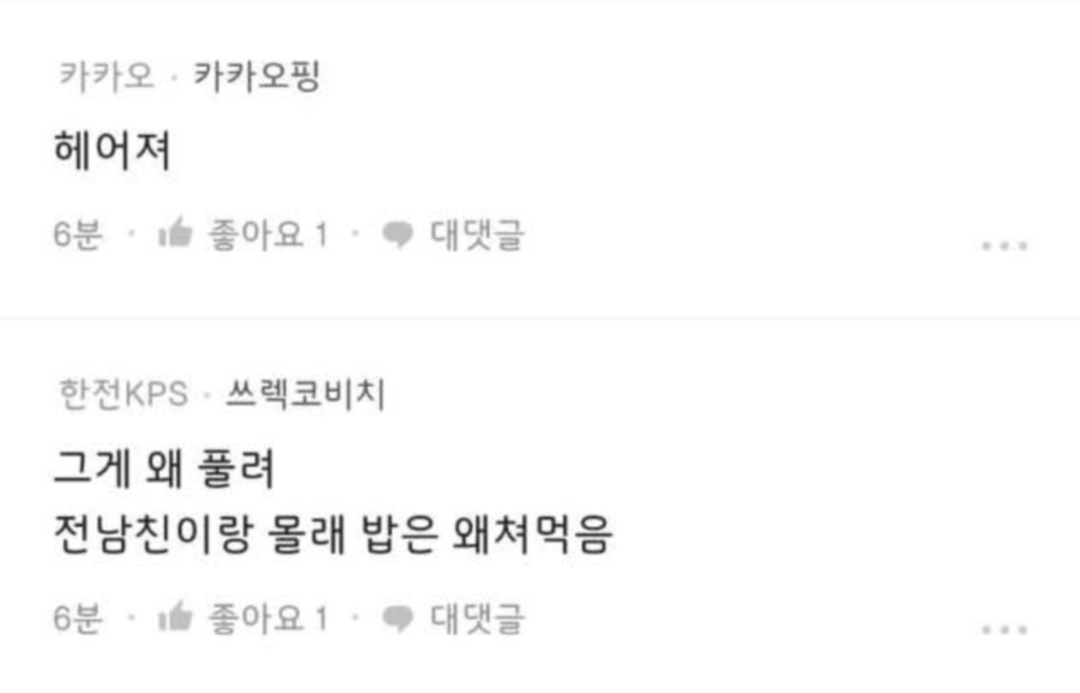 카카오 · 카카오핑
헤어져
6분 · 좋아요 1 · 대댓글
한전KPS · 쓰렉코비치
그게 왜 풀려
전남친이랑 몰래 밥은 왜쳐먹음
6분 · 좋아요 1 · 대댓글